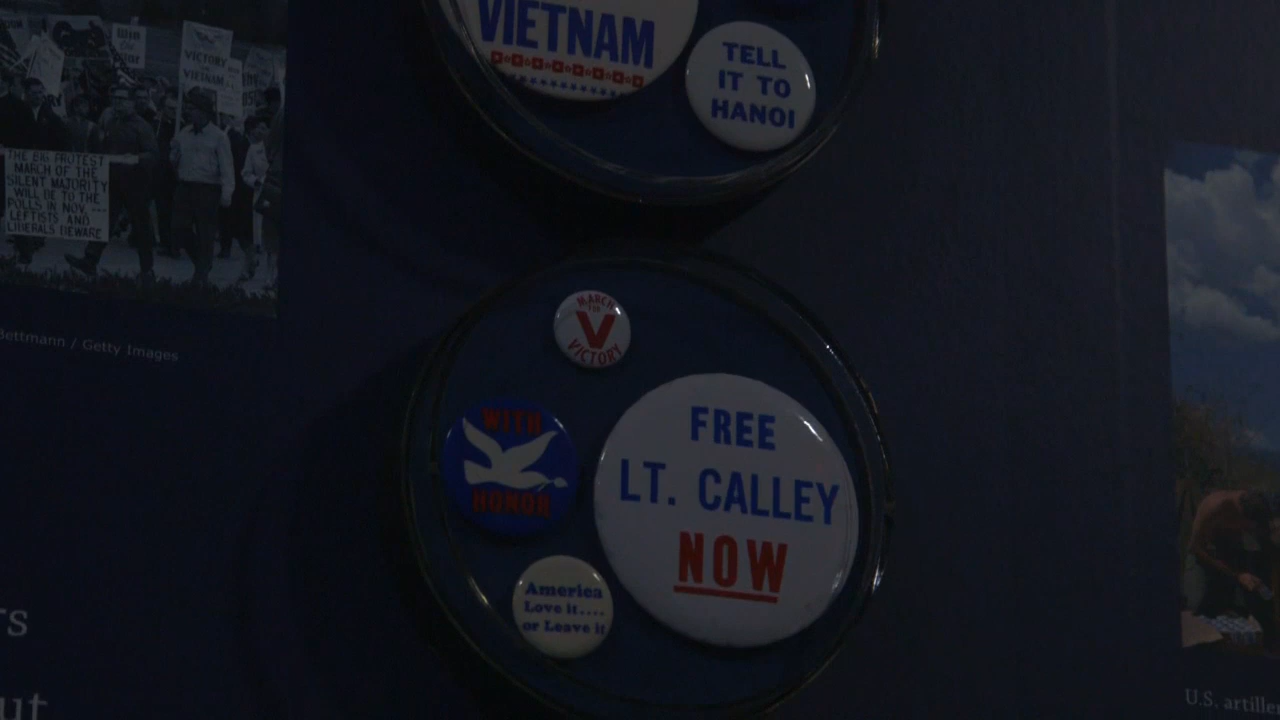 VIETNAM
TELL
IT TO
HANOI
VICTORY
VIETNAM
THE BIG PROTEST
MARCH OF THE
SILENT MAJORITY
WILL BE TO THE
POLLS IN NOV. ...
LEFTISTS AND
LIBERALS BEWARE
Bettmann / Getty Images
MARCH
FOR
V
VICTORY
WITH
HONOR
FREE
LT. CALLEY
NOW
America
Love it....
or Leave it
U.S. artille
rs
ut